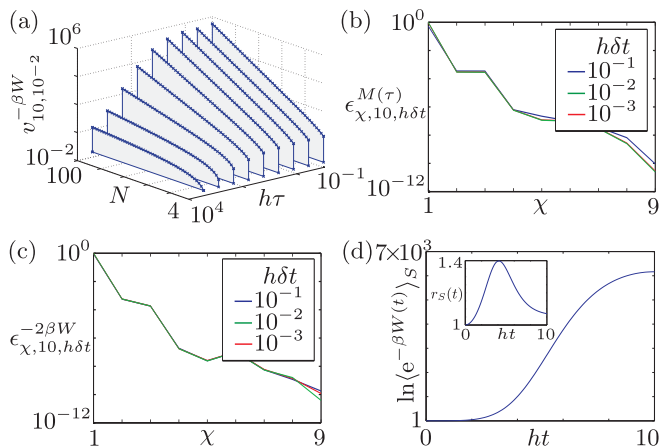 (a)
10^6
v^{-βW}_{10,10^{-2}}
10^{-2}
100
N
4
10^4
hτ
10^{-1}
(b)
10^0
ε^{M(τ)}_{χ,10,hδt}
10^{-12}
hδt
10^{-1}
10^{-2}
10^{-3}
1
χ
9
(c)
10^0
ε^{-2βW}_{χ,10,hδt}
10^{-12}
hδt
10^{-1}
10^{-2}
10^{-3}
1
χ
9
(d)
7×10^3
ln⟨e^{-βW(t)}⟩_S
1
1.4
r_S(t)
1
0
ht
10
0
ht
10